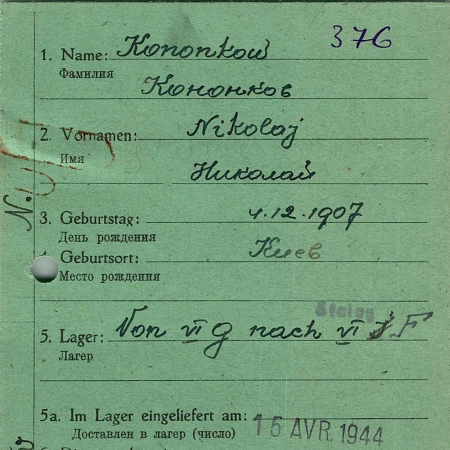 376
1. Name: Kononkow
Фамилия
Кононков
2. Vornamen: Nikolaj
Имя
Николай
3. Geburtstag: 4.12.1907
День рождения
4. Geburtsort: Киев
Место рождения
Stalag
5. Lager: Von VI G nach VI F
Лагерь
5a. Im Lager eingeliefert am: 15 AVR. 1944
Доставлен в лагерь (число)